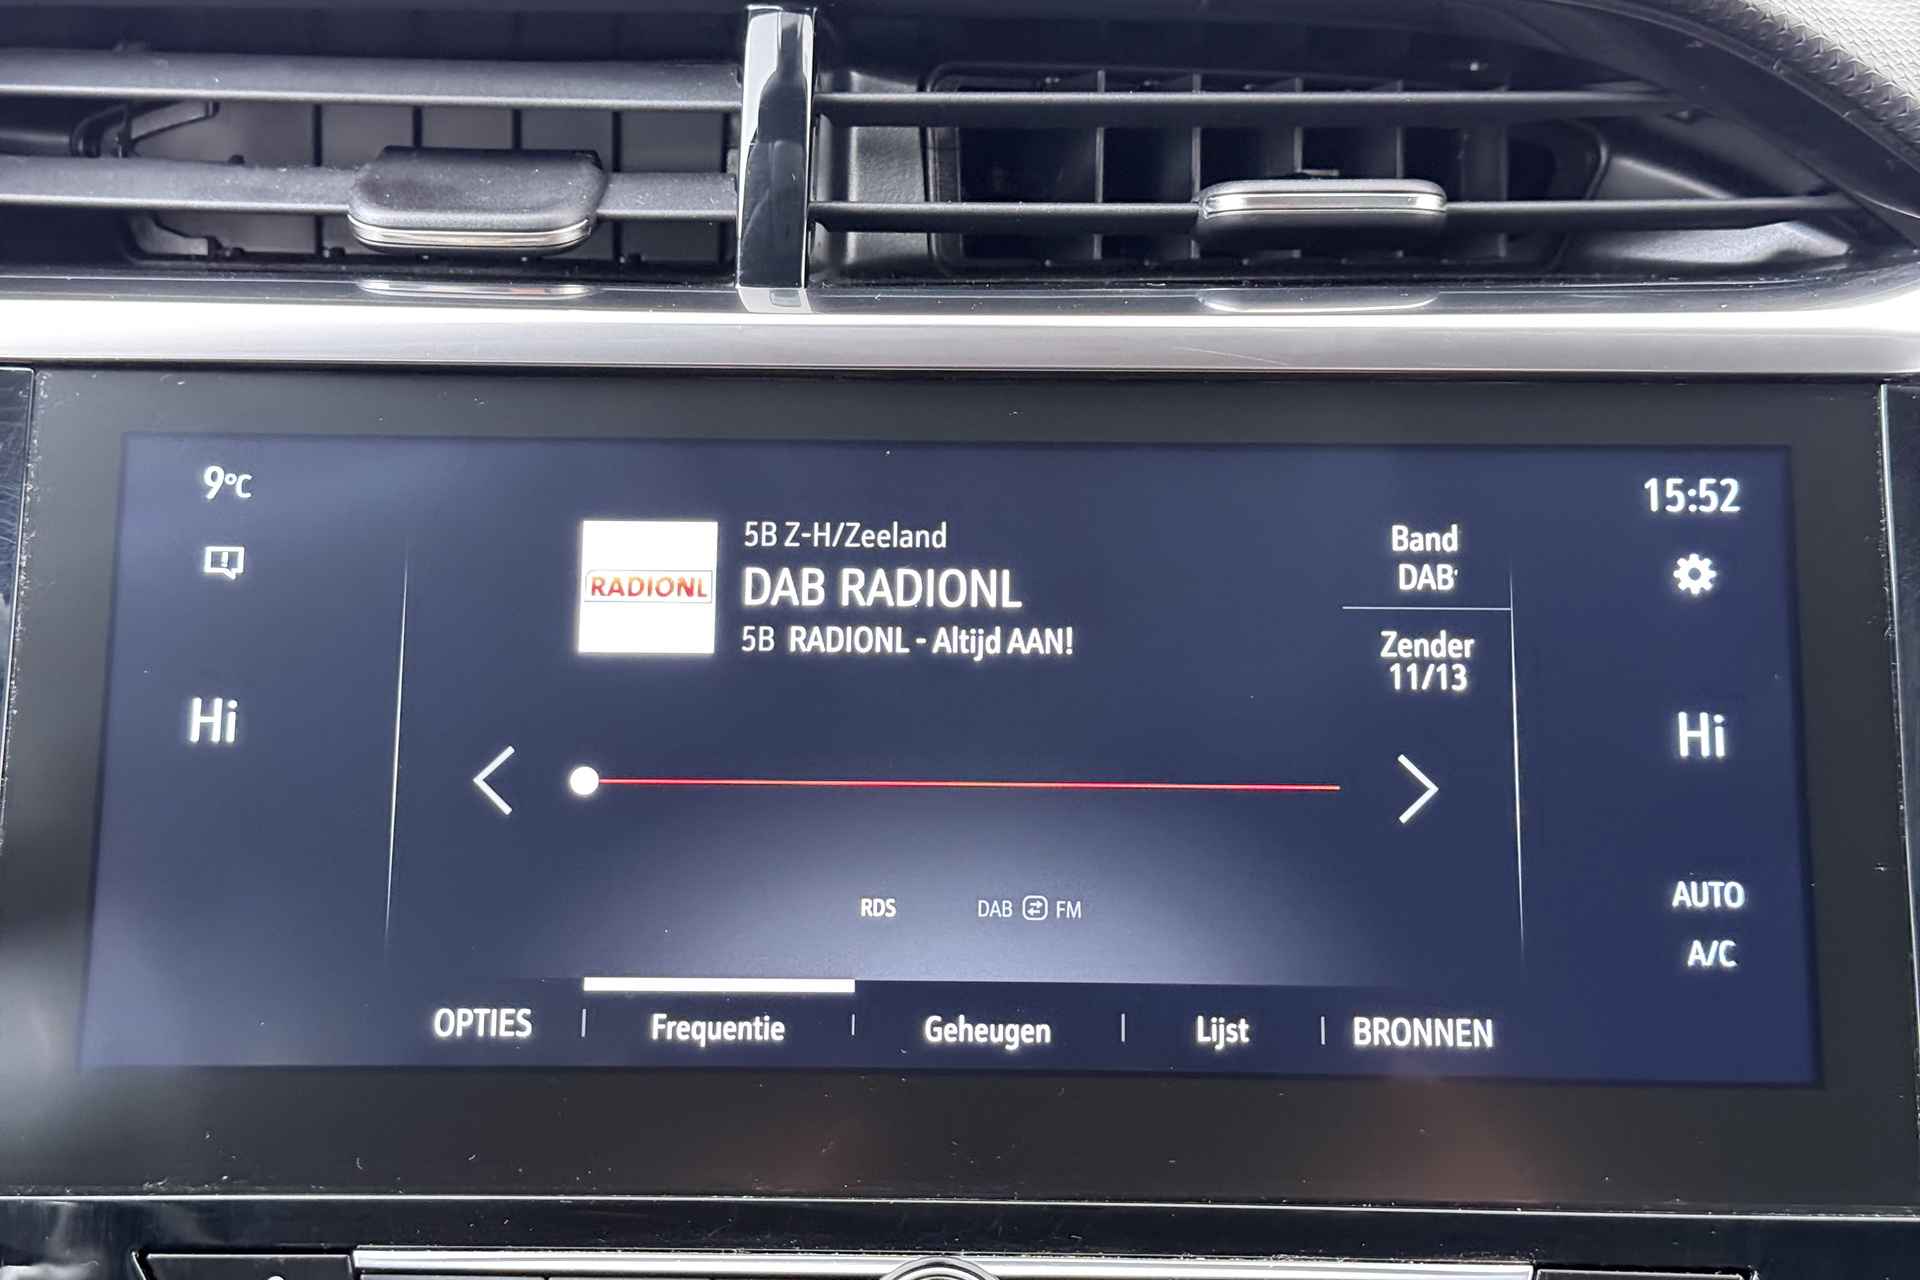 9°C
15:52
5B Z-H/Zeeland
RADIONL
DAB RADIONL
5B RADIONL - Altijd AAN!
Band
DAB
Zender
11/13
Hi
Hi
RDS
DAB FM
AUTO
A/C
OPTIES
Frequentie
Geheugen
Lijst
BRONNEN